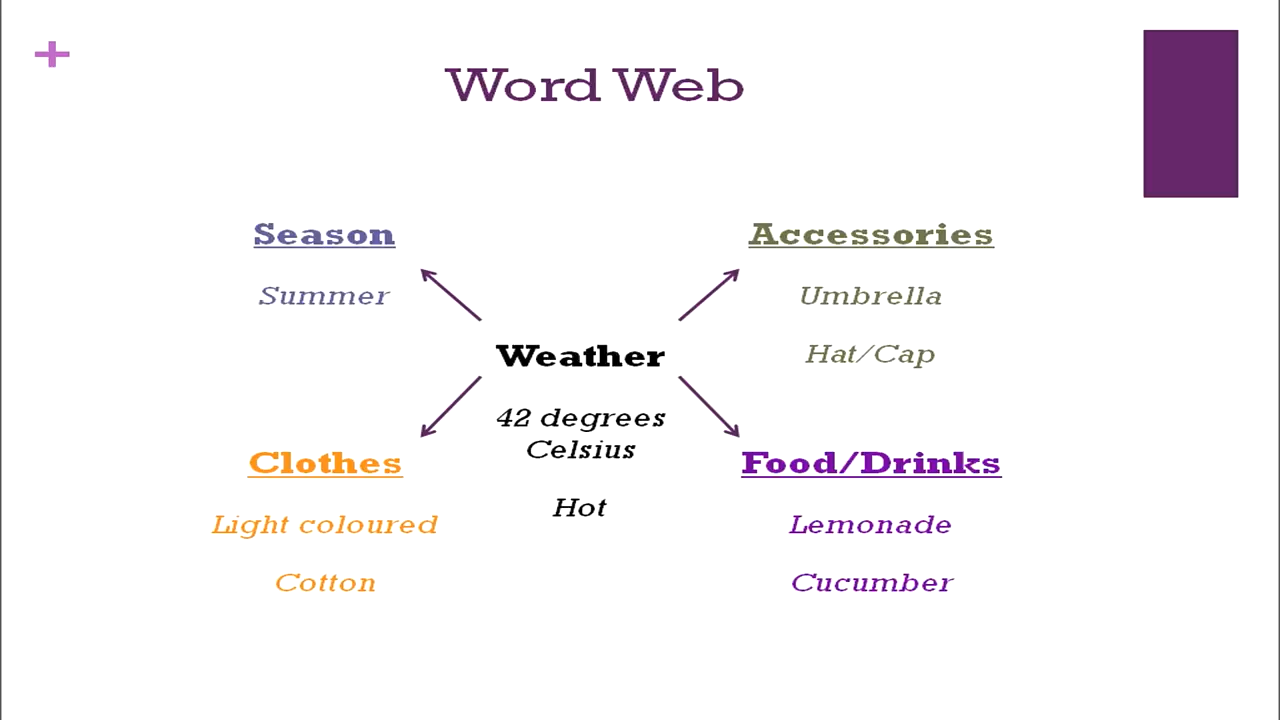 Word Web
Season
Summer
Accessories
Umbrella
Hat/Cap
Weather
42 degrees
Celsius
Hot
Clothes
Light coloured
Cotton
Food/Drinks
Lemonade
Cucumber